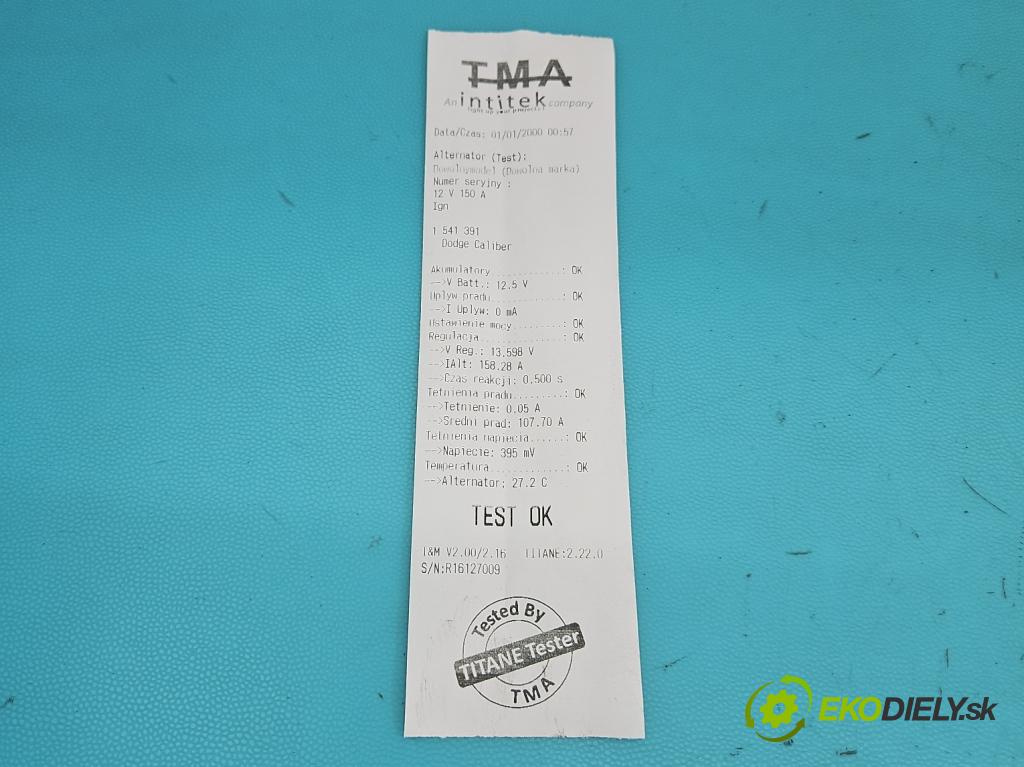 TMA
An intitek company
light up your projects!
Data/Czas: 01/01/2000 00:57
Alternator (Test):
Dowolnymodel (Dowolna marka)
Numer seryjny :
12 V 150 A
Ign
1 541 391
Dodge Caliber
Akumulatory...........: OK
-->V Batt.: 12.5 V
Uplyw pradu...........: OK
-->I Uplyw: 0 mA
Ustawienie mocy........: OK
Regulacja.............: OK
-->V Reg.: 13.598 V
-->IAlt: 158.28 A
-->Czas reakcji: 0.500 s
Tetnienia pradu........: OK
-->Tetnienie: 0.05 A
-->Sredni prad: 107.70 A
Tetnienia napiecia......: OK
-->Napiecie: 395 mV
Temperatura............: OK
-->Alternator: 27.2 C
TEST OK
I&M V2.00/2.16 TITANE:2.22.0
S/N:R16127009
Tested By
TITANE Tester
TMA
EKODIELY.sk